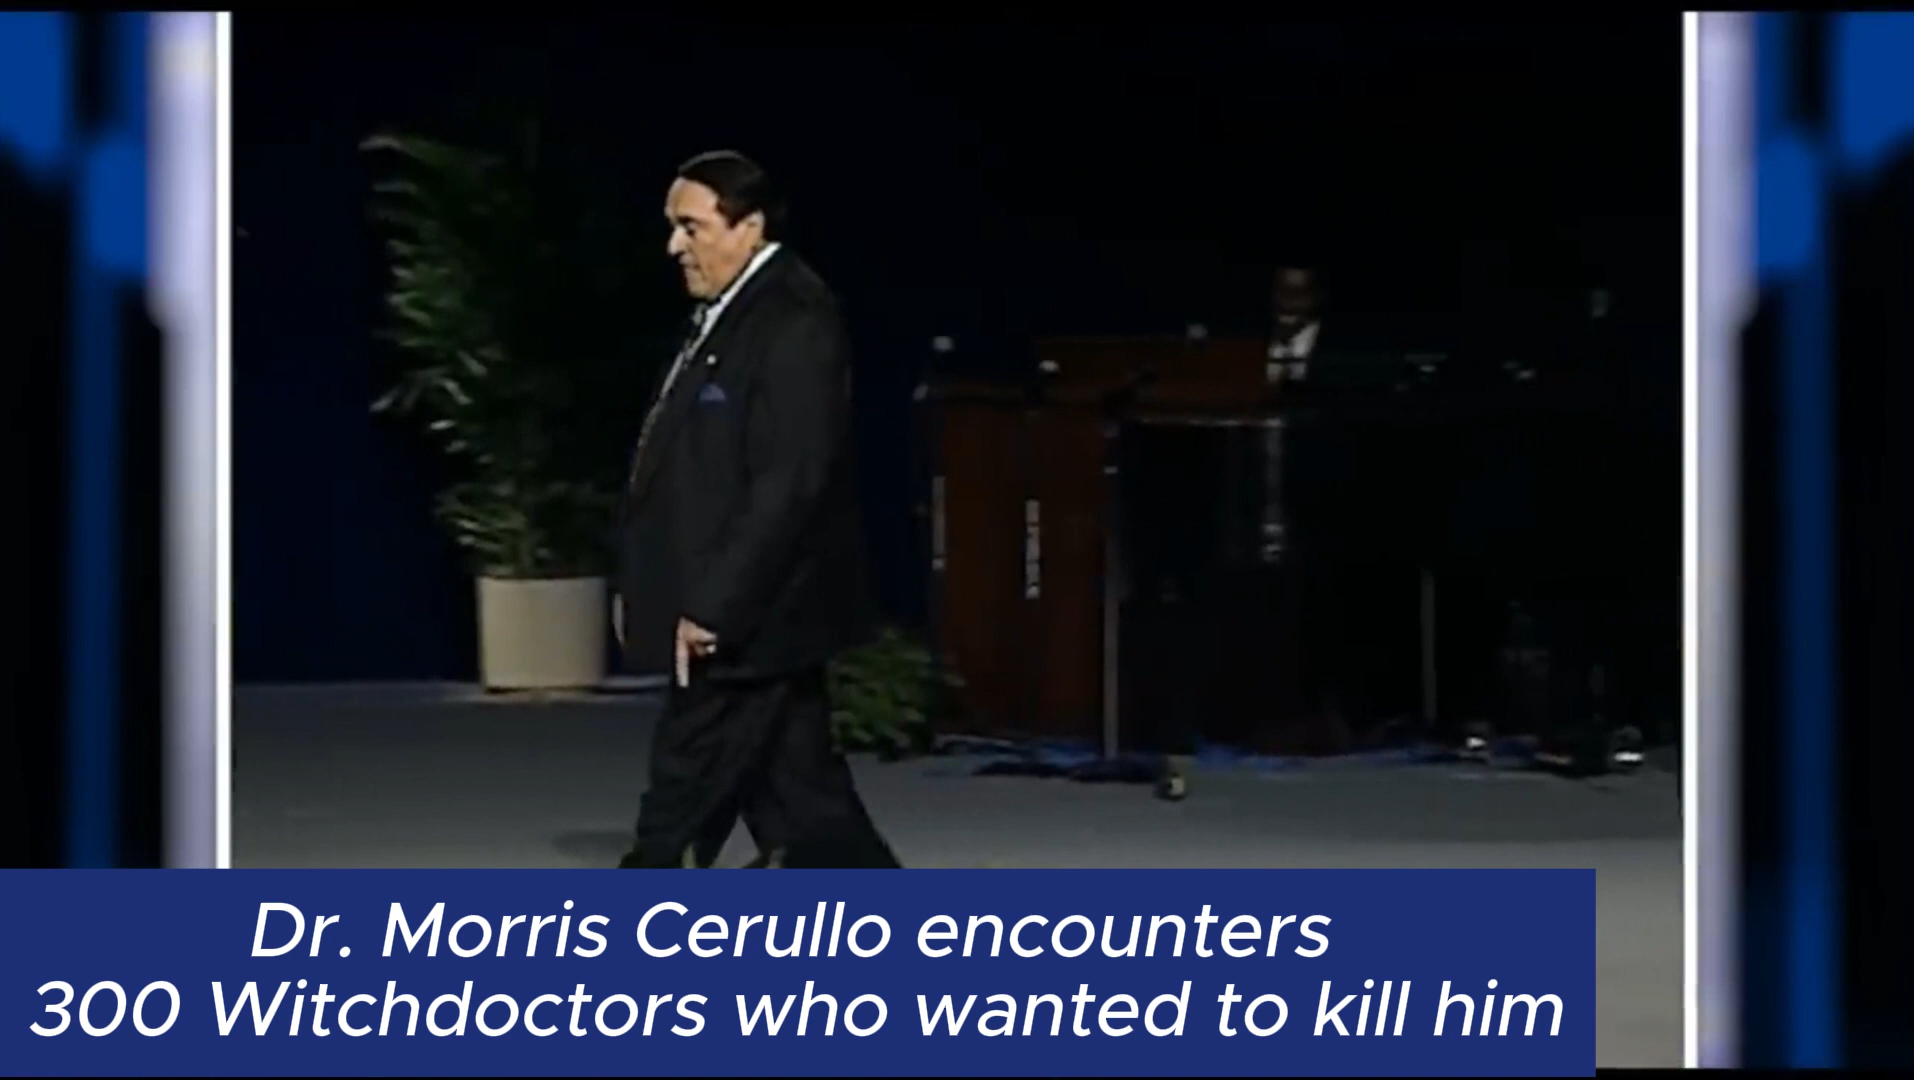 Dr. Morris Cerullo encounters
300 Witchdoctors who wanted to kill him